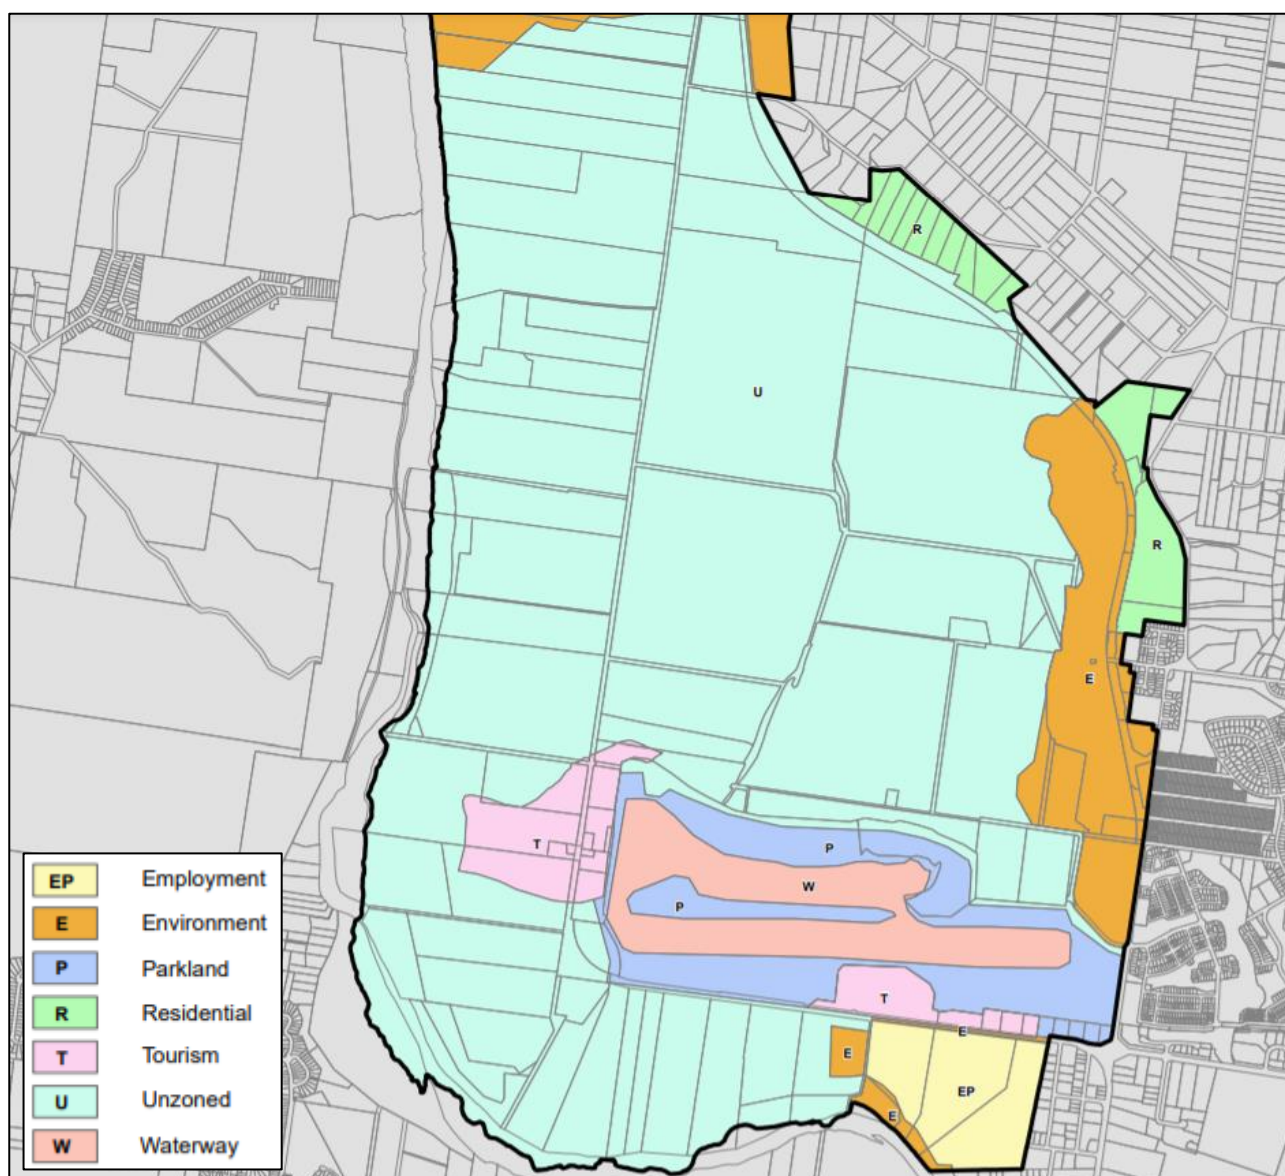 R
U
R
E
T
P
W
P
T
E
E
EP
E
EP Employment
E Environment
P Parkland
R Residential
T Tourism
U Unzoned
W Waterway